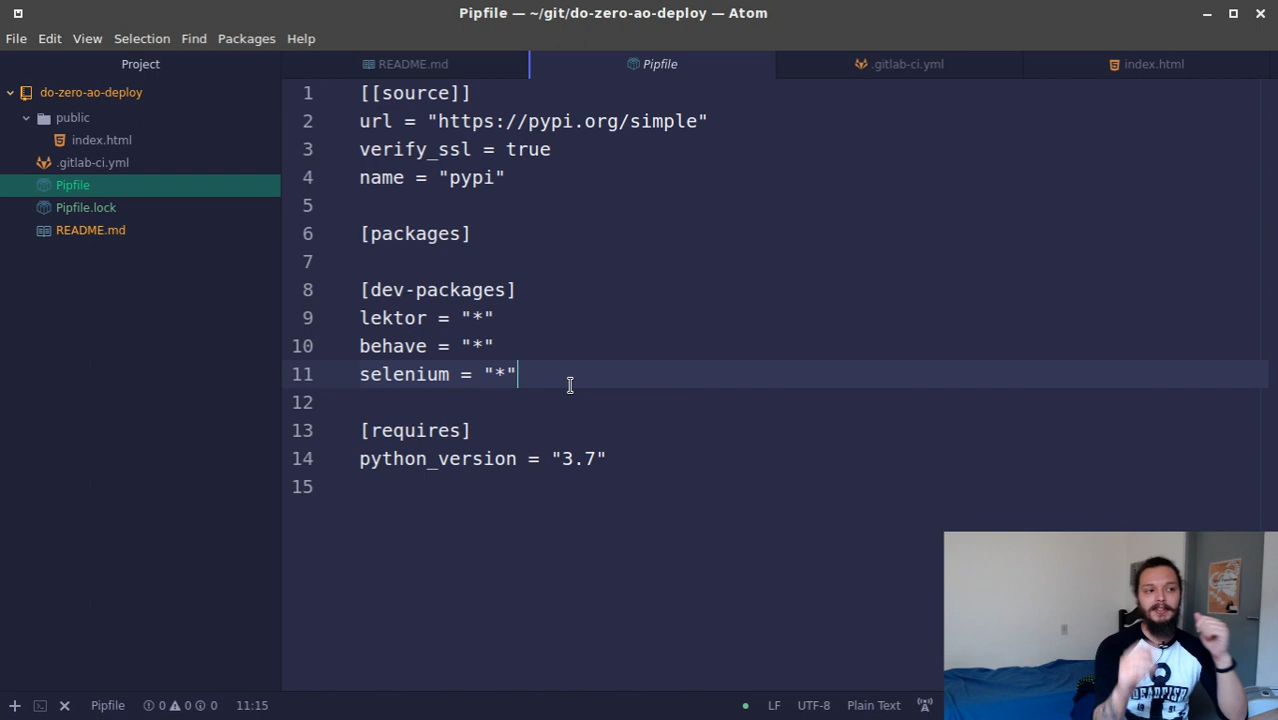 Pipfile — ~/git/do-zero-ao-deploy — Atom
File Edit View Selection Find Packages Help
Project
README.md
Pipfile
.gitlab-ci.yml
index.html
do-zero-ao-deploy
public
index.html
.gitlab-ci.yml
Pipfile
Pipfile.lock
README.md
1 [[source]]
2 url = "https://pypi.org/simple"
3 verify_ssl = true
4 name = "pypi"
5
6 [packages]
7
8 [dev-packages]
9 lektor = "*"
10 behave = "*"
11 selenium = "*"
12
13 [requires]
14 python_version = "3.7"
15
DEADFISH
Pipfile 0 0 0 11:15 LF UTF-8 Plain Text